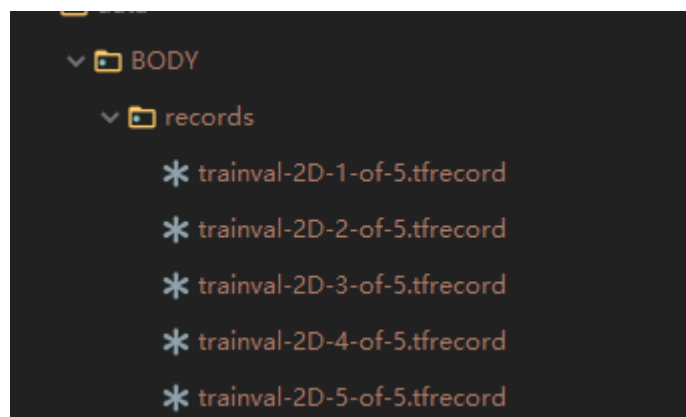 BODY
records
trainval-2D-1-of-5.tfrecord
trainval-2D-2-of-5.tfrecord
trainval-2D-3-of-5.tfrecord
trainval-2D-4-of-5.tfrecord
trainval-2D-5-of-5.tfrecord